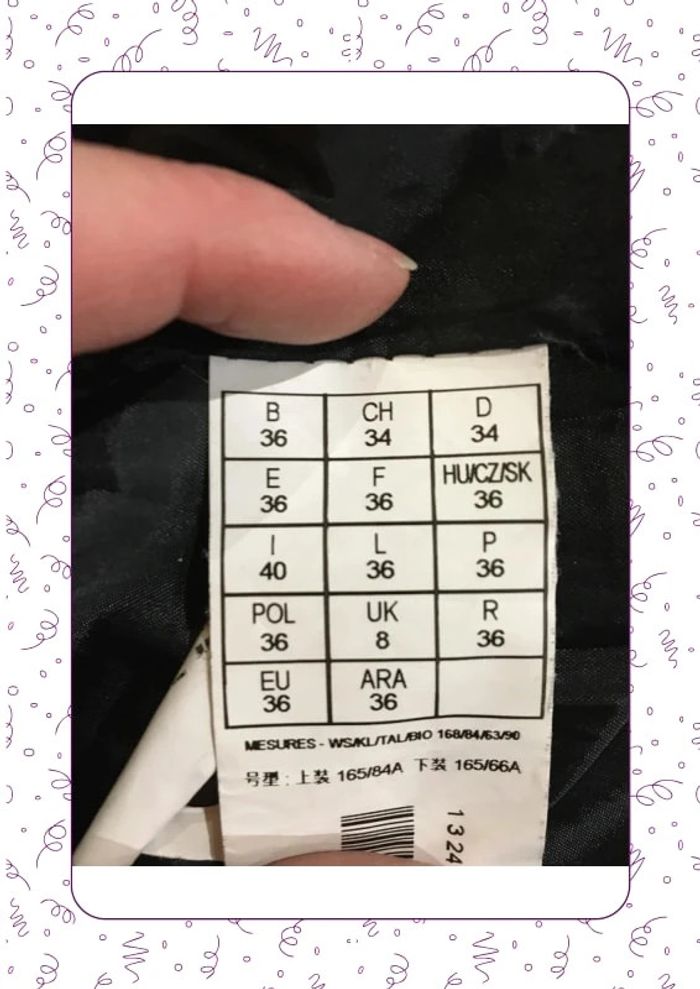 B CH D
36 34 34
E F HU/CZ/SK
36 36 36
I L P
40 36 36
POL UK R
36 8 36
EU ARA
36 36
MESURES - WS/KL/TAL/BIO 168/84/63/90
号型 : 上装 165/84A 下装 165/66A
1324